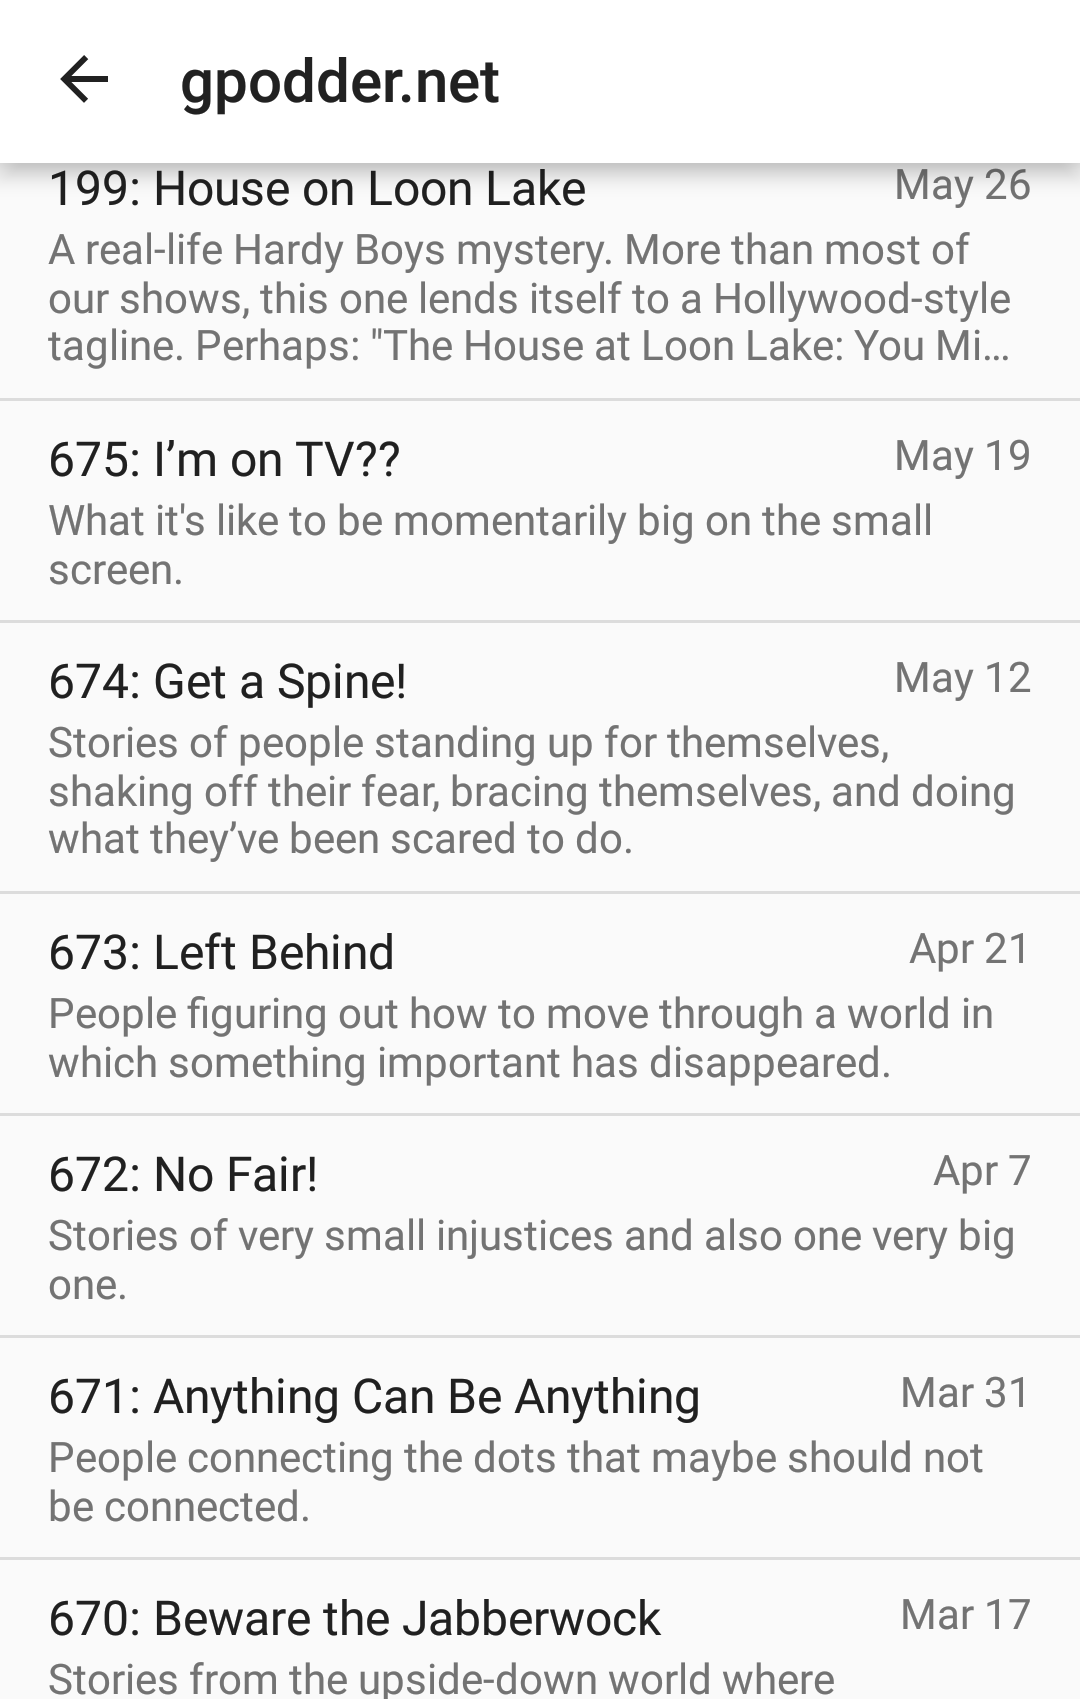 gpodder.net
199: House on Loon Lake
May 26
A real-life Hardy Boys mystery. More than most of
our shows, this one lends itself to a Hollywood-style
tagline. Perhaps: "The House at Loon Lake: You Mi…
675: I’m on TV??
May 19
What it's like to be momentarily big on the small
screen.
674: Get a Spine!
May 12
Stories of people standing up for themselves,
shaking off their fear, bracing themselves, and doing
what they’ve been scared to do.
673: Left Behind
Apr 21
People figuring out how to move through a world in
which something important has disappeared.
672: No Fair!
Apr 7
Stories of very small injustices and also one very big
one.
671: Anything Can Be Anything
Mar 31
People connecting the dots that maybe should not
be connected.
670: Beware the Jabberwock
Mar 17
Stories from the upside-down world where